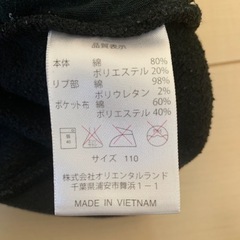 品質表示
本体 綿 80%
ポリエステル 20%
リブ部 綿 98%
ポリウレタン 2%
ポケット布 綿 60%
ポリエステル 40%
サイズ 110
株式会社オリエンタルランド
千葉県浦安市舞浜1-1
MADE IN VIETNAM